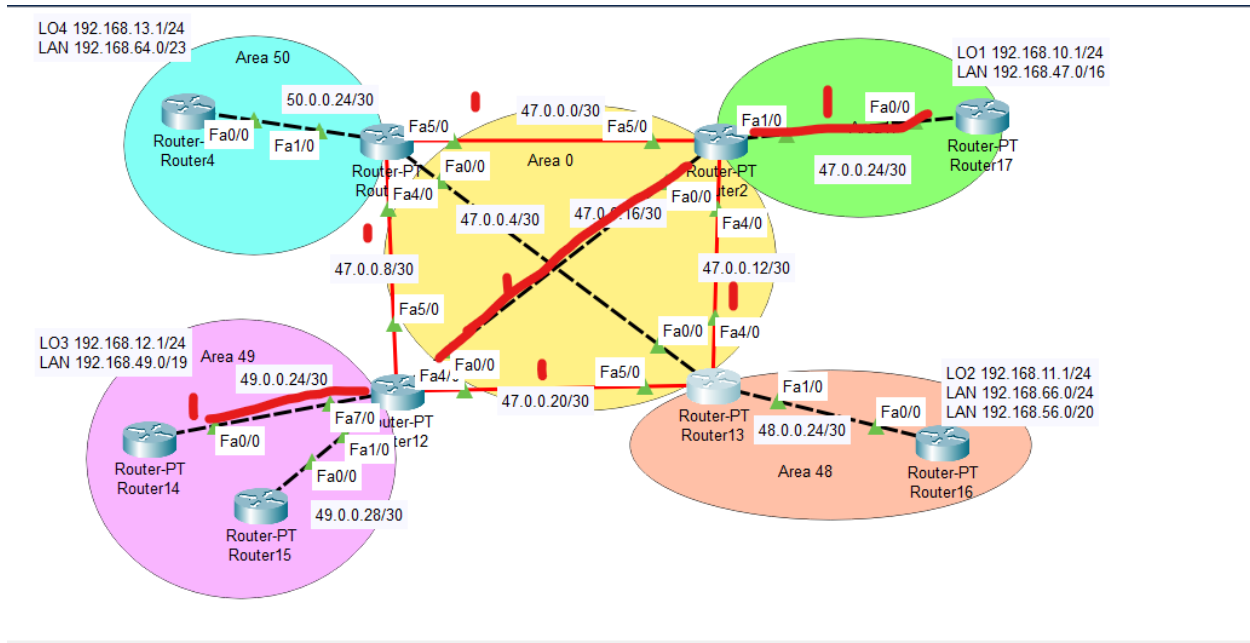 LO4 192.168.13.1/24
LAN 192.168.64.0/23
Area 50
50.0.0.24/30
Fa0/0
Fa1/0
Router-
Router4
Fa5/0
47.0.0.0/30
Fa5/0
Router-PT
Fa0/0
Fa4/0
Area 0
47.0.0.4/30
47.0.0.8/30
Fa5/0
LO1 192.168.10.1/24
LAN 192.168.47.0/16
Fa1/0
Fa0/0
47.0.0.24/30
Router-PT
Router17
Router-PT
Fa0/0
Fa4/0
16/30
47.0.0.12/30
Fa4/0
Fa0/0
LO3 192.168.12.1/24
LAN 192.168.49.0/19
Area 49
49.0.0.24/30
Fa0/0
Fa7/0
Fa1/0
Fa0/0
Router-PT
Router14
Router-PT
Router15
49.0.0.28/30
Fa0/0
47.0.0.20/30
Fa5/0
Router-PT
Router13
Fa1/0
Fa0/0
48.0.0.24/30
Area 48
Router-PT
Router16
LO2 192.168.11.1/24
LAN 192.168.66.0/24
LAN 192.168.56.0/20